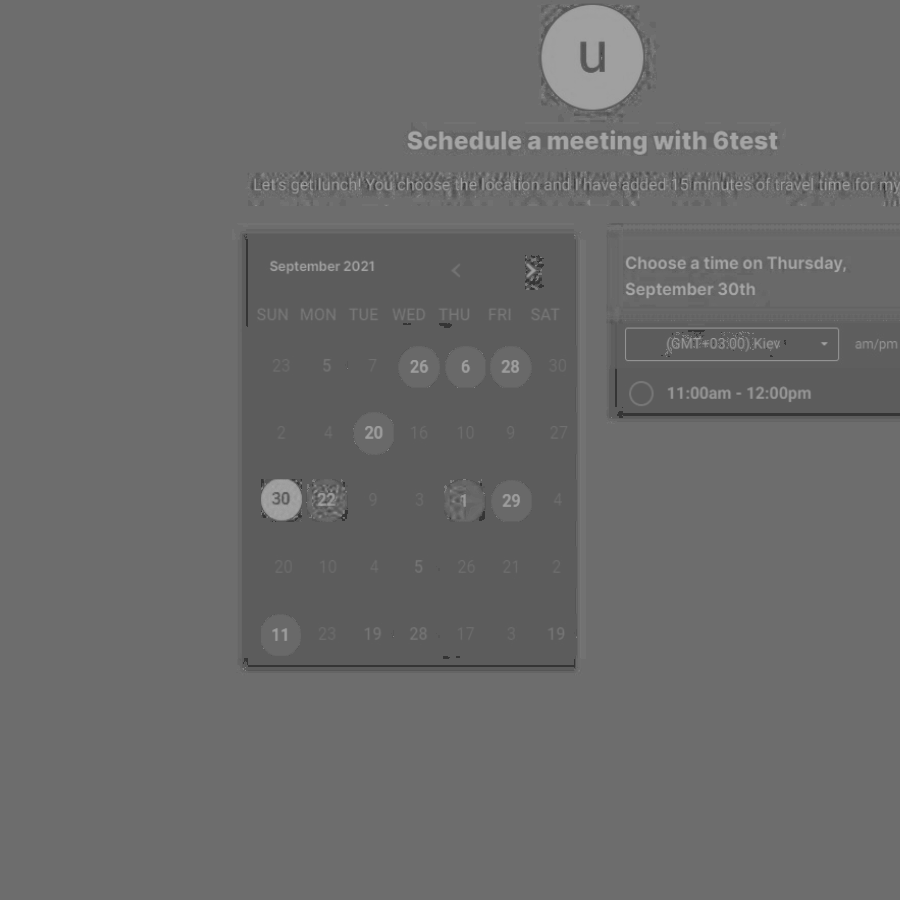 u
Schedule a meeting with 6test
Let's get lunch! You choose the location and I have added 15 minutes of travel time for my
September 2021
SUN MON TUE WED THU FRI SAT
23 5 7 26 6 28 30
2 4 20 16 10 9 27
30 22 9 3 1 29 4
20 10 4 5 26 21 2
11 23 19 28 17 3 19
Choose a time on Thursday,
September 30th
(GMT+03:00) Kiev am/pm
11:00am - 12:00pm